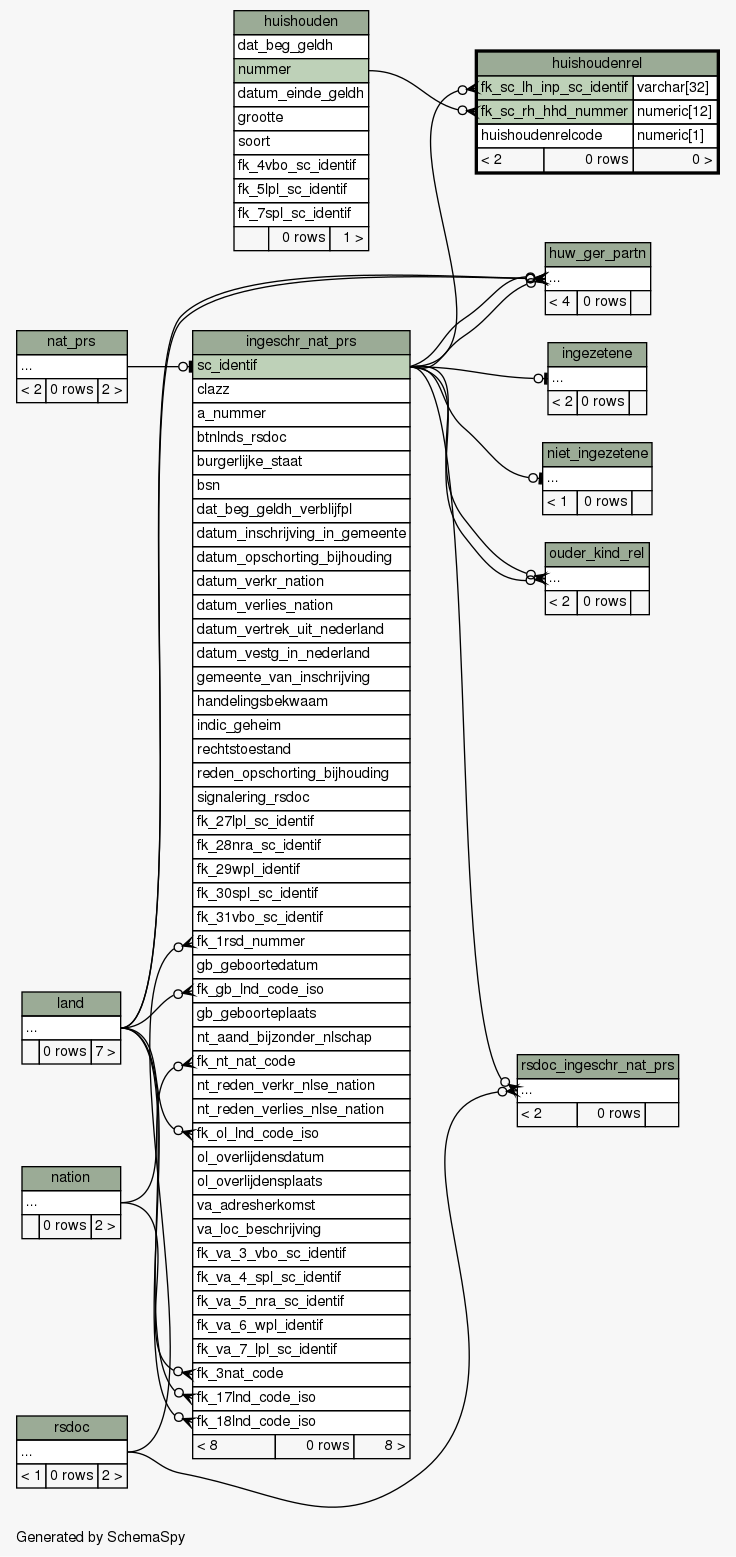 huishouden
dat_beg_geldh
nummer
datum_einde_geldh
grootte
soort
fk_4vbo_sc_identif
fk_5lpl_sc_identif
fk_7spl_sc_identif
0 rows 1 >
huishoudenrel
fk_sc_lh_inp_sc_identif varchar[32]
fk_sc_rh_hhd_nummer numeric[12]
huishoudenrelcode numeric[1]
< 2 0 rows 0 >
huw_ger_partn
...
< 4 0 rows
nat_prs
...
< 2 0 rows 2 >
ingeschr_nat_prs
sc_identif
clazz
a_nummer
btnlnds_rsdoc
burgerlijke_staat
bsn
dat_beg_geldh_verblijfpl
datum_inschrijving_in_gemeente
datum_opschorting_bijhouding
datum_verkr_nation
datum_verlies_nation
datum_vertrek_uit_nederland
datum_vestg_in_nederland
gemeente_van_inschrijving
handelingsbekwaam
indic_geheim
rechtstoestand
reden_opschorting_bijhouding
signalering_rsdoc
fk_27lpl_sc_identif
fk_28nra_sc_identif
fk_29wpl_identif
fk_30spl_sc_identif
fk_31vbo_sc_identif
fk_1rsd_nummer
gb_geboortedatum
fk_gb_lnd_code_iso
gb_geboorteplaats
nt_aand_bijzonder_nlschap
fk_nt_nat_code
nt_reden_verkr_nlse_nation
nt_reden_verlies_nlse_nation
fk_ol_lnd_code_iso
ol_overlijdensdatum
ol_overlijdensplaats
va_adresherkomst
va_loc_beschrijving
fk_va_3_vbo_sc_identif
fk_va_4_spl_sc_identif
fk_va_5_nra_sc_identif
fk_va_6_wpl_identif
fk_va_7_lpl_sc_identif
fk_3nat_code
fk_17lnd_code_iso
fk_18lnd_code_iso
< 8 0 rows 8 >
ingezetene
...
< 2 0 rows
niet_ingezetene
...
< 1 0 rows
ouder_kind_rel
...
< 2 0 rows
land
...
0 rows 7 >
rsdoc_ingeschr_nat_prs
...
< 2 0 rows
nation
...
0 rows 2 >
rsdoc
...
< 1 0 rows 2 >
Generated by SchemaSpy